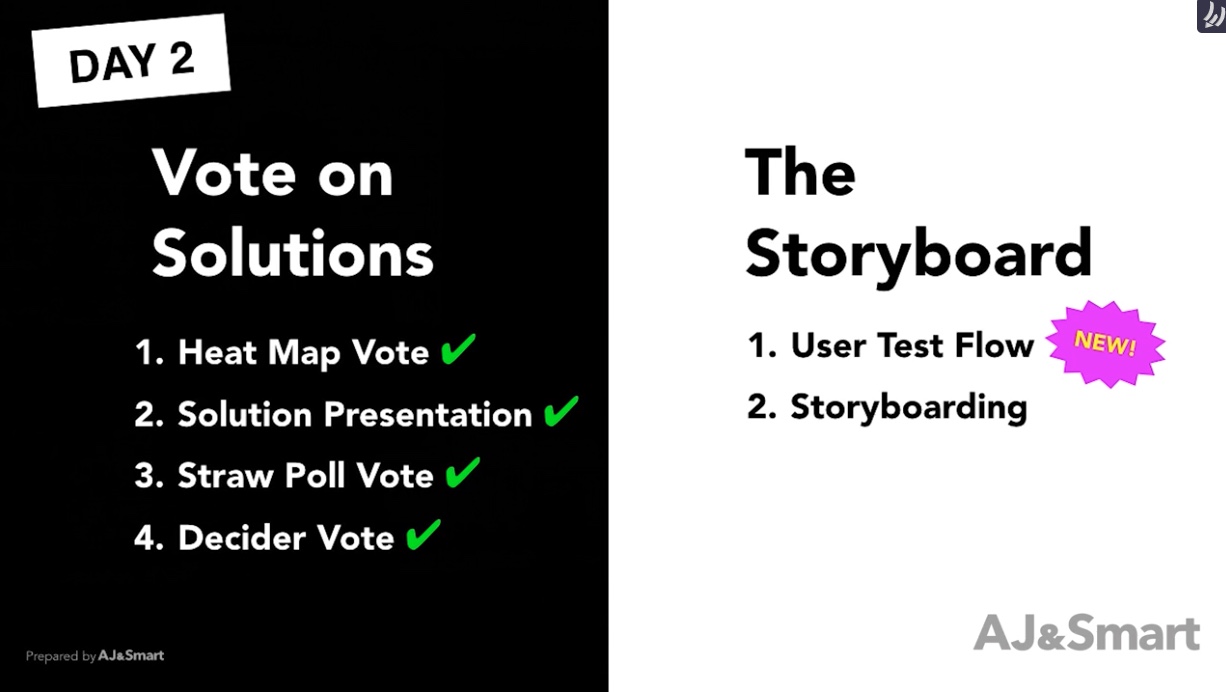 DAY 2
Vote on
Solutions
1. Heat Map Vote ✔
2. Solution Presentation ✔
3. Straw Poll Vote ✔
4. Decider Vote ✔
Prepared by AJ&Smart
The
Storyboard
1. User Test Flow NEW!
2. Storyboarding
AJ&Smart